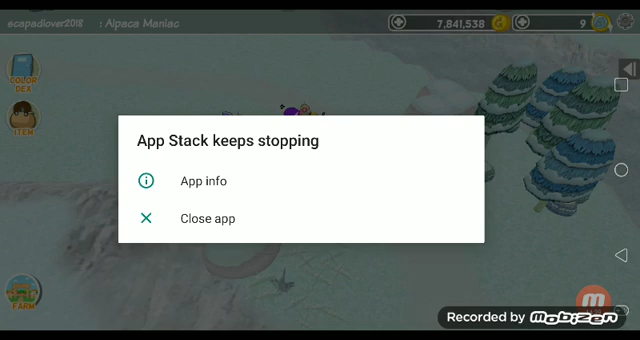 scapadlover2018 : Alpaca Maniac
7,841,538
9
COLOR
DEX
ITEM
App Stack keeps stopping
App info
Close app
FARM
Recorded by Mobizen